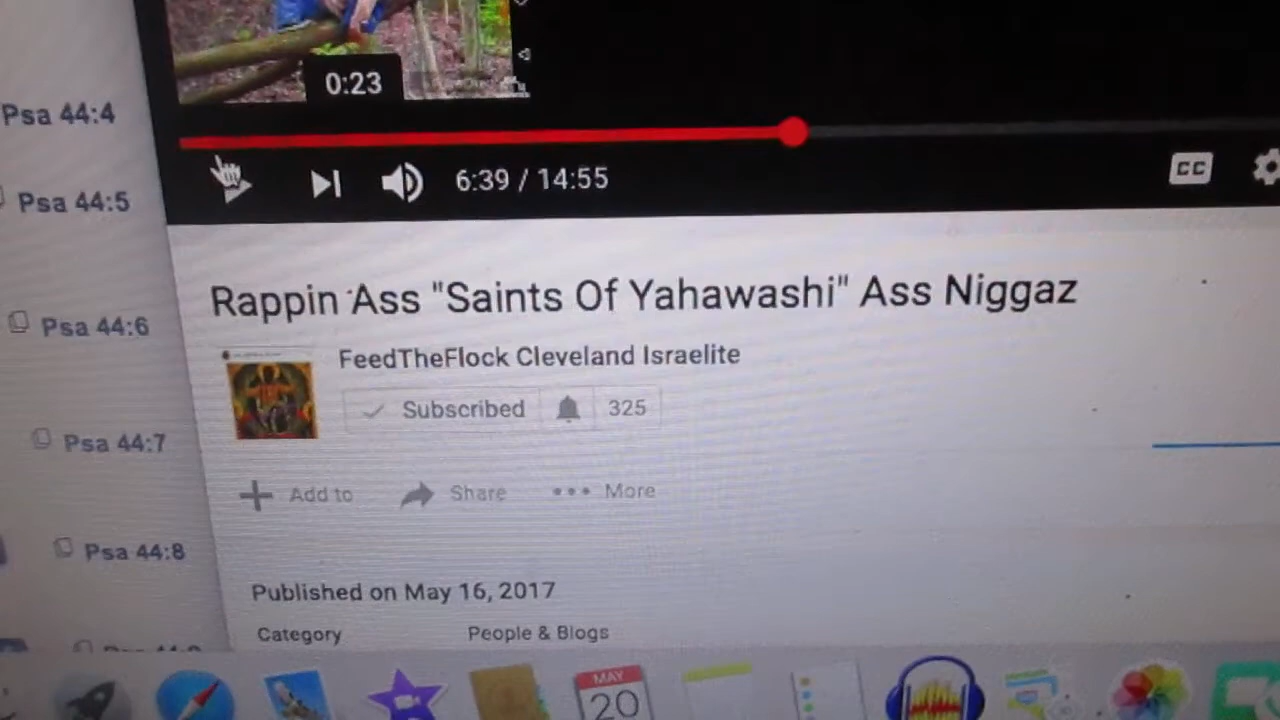 0:23
Psa 44:4
6:39 / 14:55
CC
Psa 44:5
Rappin Ass "Saints Of Yahawashi" Ass Niggaz
Psa 44:6
FeedTheFlock Cleveland Israelite
Subscribed 325
Psa 44:7
Add to Share More
Psa 44:8
Published on May 16, 2017
Category People & Blogs
MAY
20